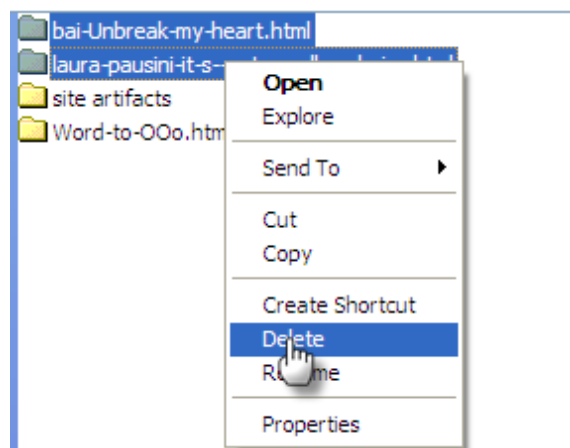 bai-Unbreak-my-heart.html
laura-pausini-it-s--
site artifacts
Word-to-OOo.htm
Open
Explore
Send To
Cut
Copy
Create Shortcut
Delete
Properties